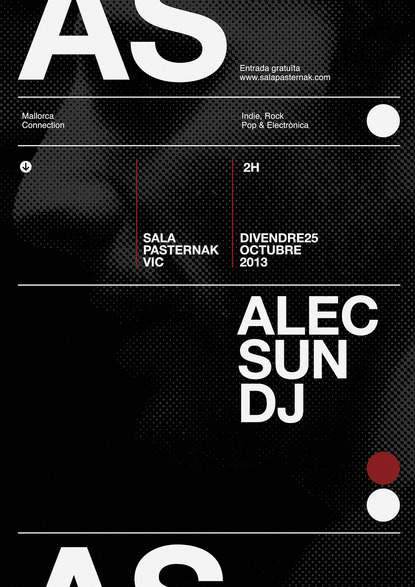 AS
Entrada gratuïta
www.salapasternak.com
Mallorca
Connection
Indie, Rock
Pop & Electrònica
2H
SALA
PASTERNAK
VIC
DIVENDRE25
OCTUBRE
2013
ALEC
SUN
DJ
AS